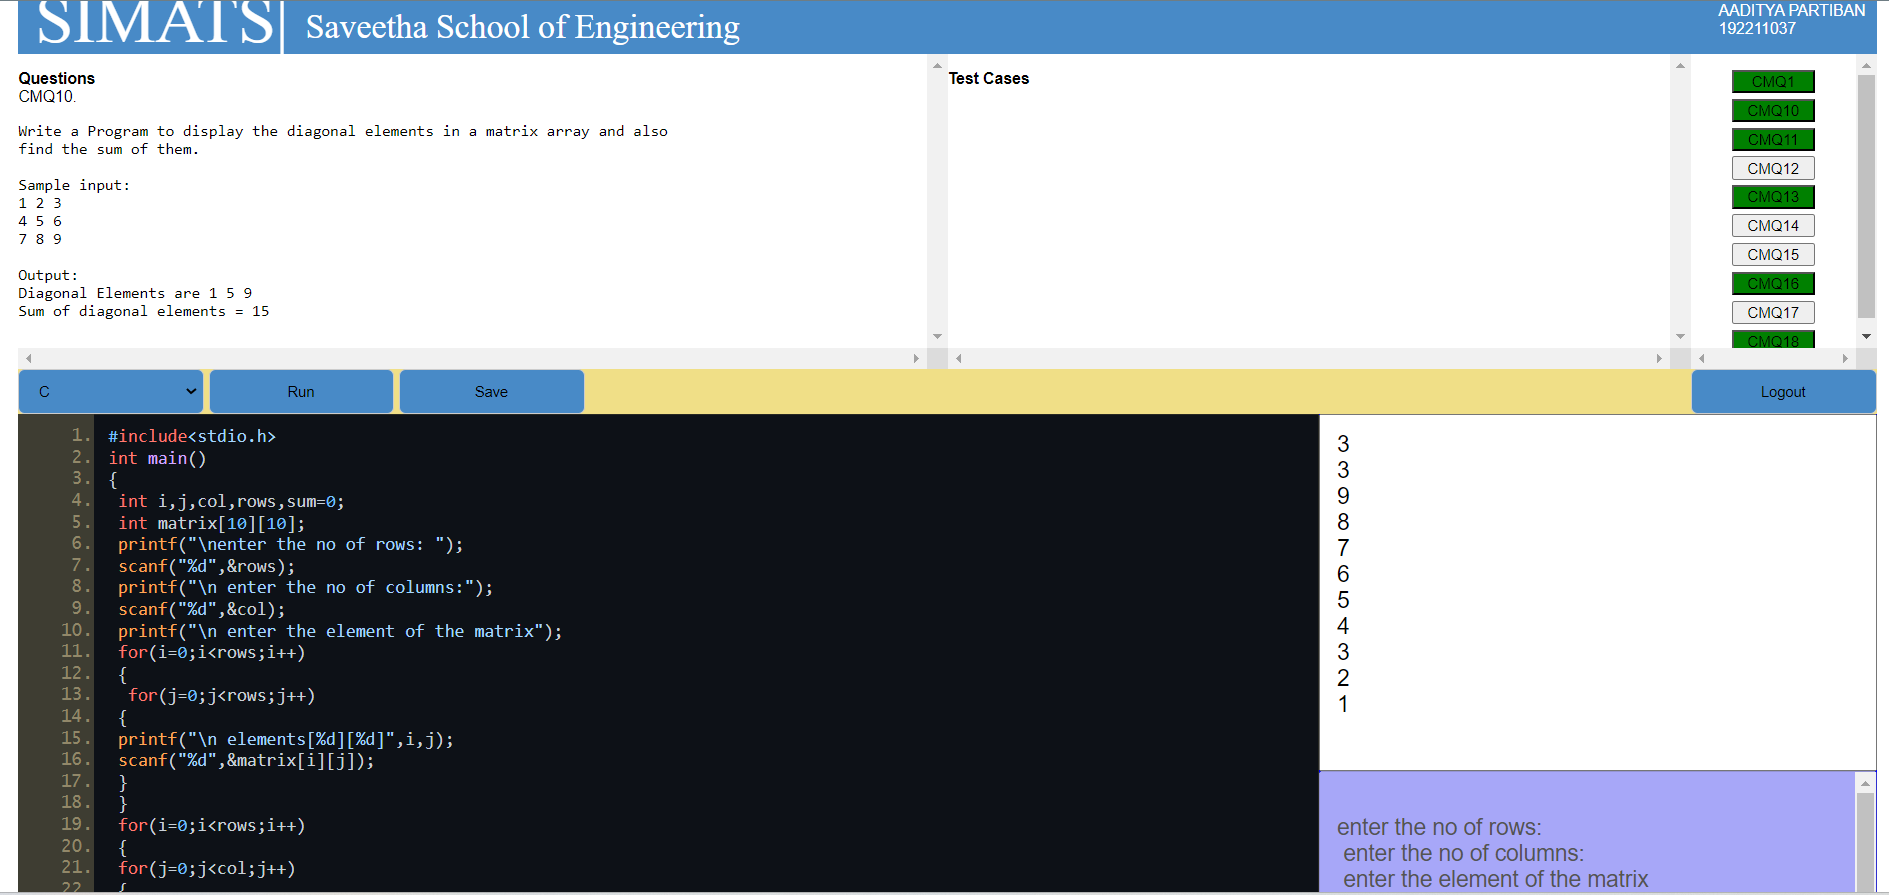 SIMATS
Saveetha School of Engineering
AADITYA PARTIBAN
192211037
Questions
CMQ10.
Write a Program to display the diagonal elements in a matrix array and also
find the sum of them.
Sample input:
1 2 3
4 5 6
7 8 9
Output:
Diagonal Elements are 1 5 9
Sum of diagonal elements = 15
Test Cases
CMQ1
CMQ10
CMQ11
CMQ12
CMQ13
CMQ14
CMQ15
CMQ16
CMQ17
CMQ18
C
Run
Save
Logout
1. #include<stdio.h>
2. int main()
3. {
4. int i,j,col,rows,sum=0;
5. int matrix[10][10];
6. printf("\nenter the no of rows: ");
7. scanf("%d",&rows);
8. printf("\n enter the no of columns:");
9. scanf("%d",&col);
10. printf("\n enter the element of the matrix");
11. for(i=0;i<rows;i++)
12. {
13. for(j=0;j<rows;j++)
14. {
15. printf("\n elements[%d][%d]",i,j);
16. scanf("%d",&matrix[i][j]);
17. }
18. }
19. for(i=0;i<rows;i++)
20. {
21. for(j=0;j<col;j++)
22. {
3
3
9
8
7
6
5
4
3
2
1
enter the no of rows:
enter the no of columns:
enter the element of the matrix